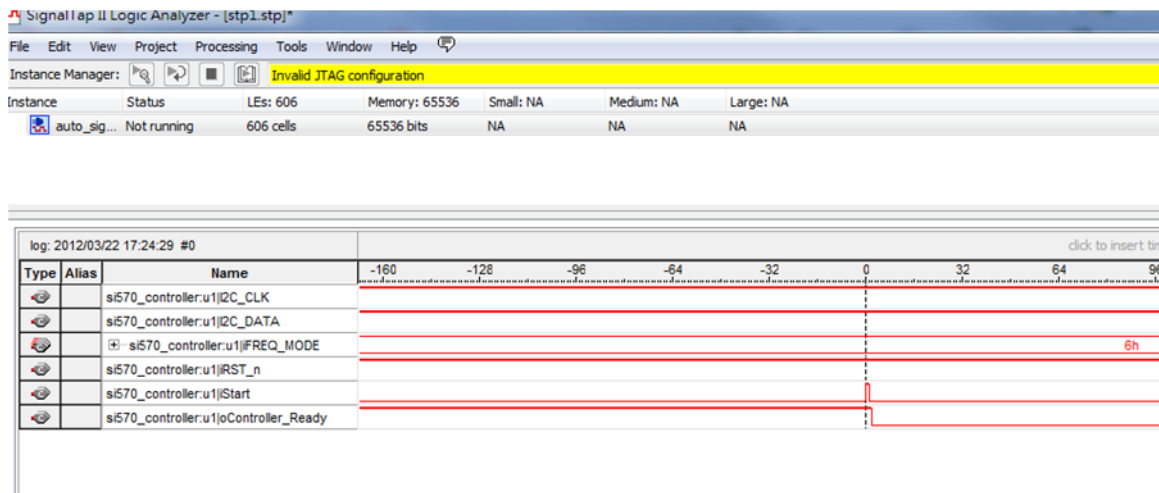 SignalTap II Logic Analyzer - [stp1.stp]*
File Edit View Project Processing Tools Window Help
Instance Manager: Invalid JTAG configuration
Instance Status LEs: 606 Memory: 65536 Small: NA Medium: NA Large: NA
auto_sig... Not running 606 cells 65536 bits NA NA NA
log: 2012/03/22 17:24:29 #0 click to insert tim
Type Alias Name -160 -128 -96 -64 -32 0 32 64 96
si570_controller:u1|I2C_CLK
si570_controller:u1|I2C_DATA
si570_controller:u1|iFREQ_MODE 6h
si570_controller:u1|iRST_n
si570_controller:u1|iStart
si570_controller:u1|oController_Ready